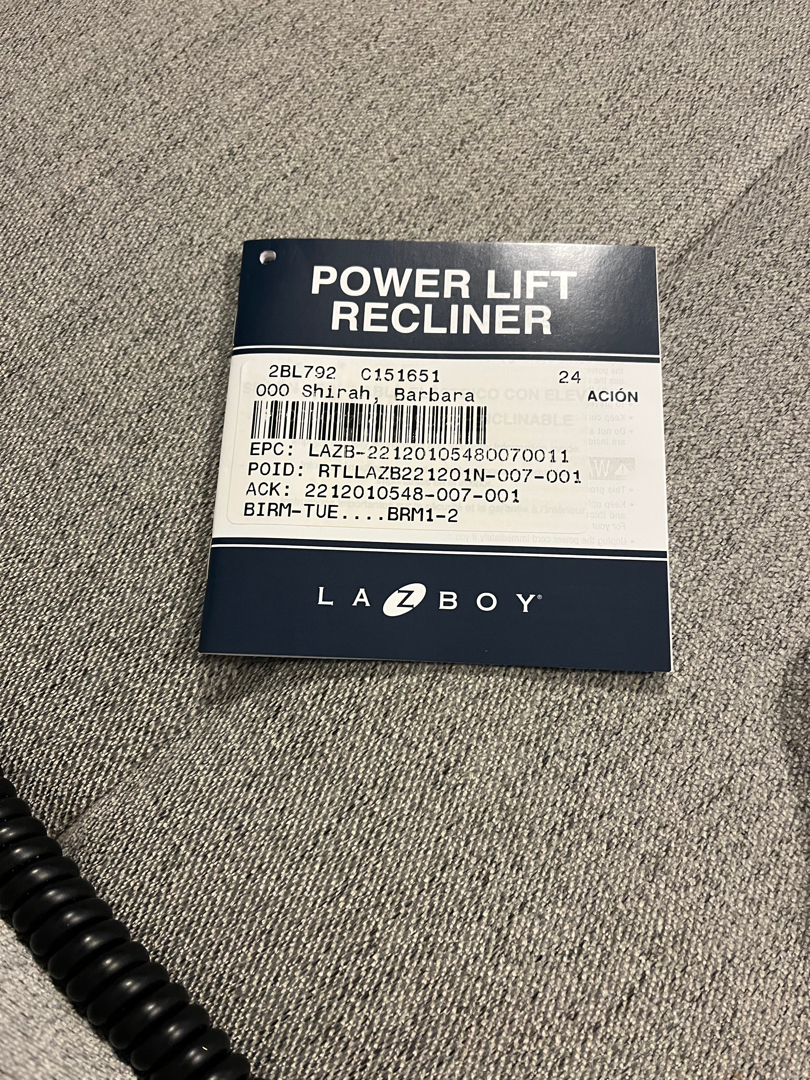 POWER LIFT
RECLINER
2BL792 C151651 24
000 Shirah, Barbara
ACIÓN
EPC: LAZB-22120105480070011
POID: RTLLAZB221201N-007-001
ACK: 2212010548-007-001
BIRM-TUE....BRM1-2
LAZBOY®